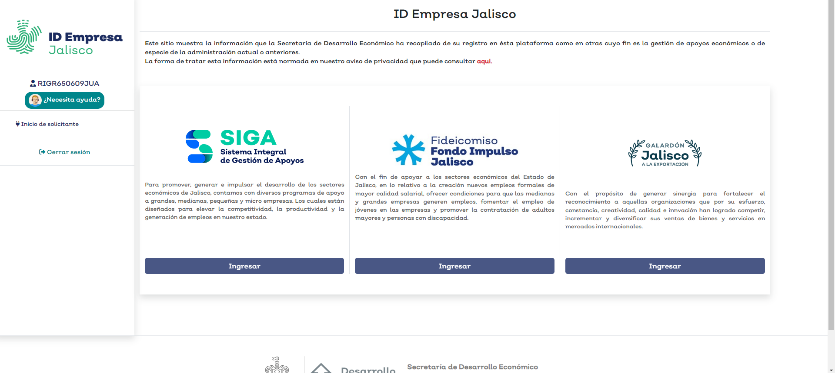 ID Empresa
Jalisco
RIGR650609JUA
¿Necesita ayuda?
Inicio de solicitante
Cerrar sesión
ID Empresa Jalisco
Este sitio muestra la información que la Secretaría de Desarrollo Económico ha recopilado de su registro en ésta plataforma como en otras cuyo fin es la gestión de apoyos económicos o de
especie de la administración actual o anteriores.
La forma de tratar esta información está normada en nuestro aviso de privacidad que puede consultar aquí.
SIGA
Sistema Integral
de Gestión de Apoyos
Para promover, generar e impulsar el desarrollo de los sectores
económicos de Jalisco, contamos con diversos programas de apoyo
a grandes, medianas, pequeñas y micro empresas. Los cuales están
diseñados para elevar la competitividad, la productividad y la
generación de empleos en nuestro estado.
Ingresar
Fideicomiso
Fondo Impulso
Jalisco
Con el fin de apoyar a los sectores económicos del Estado de
Jalisco, en lo relativo a la creación nuevos empleos formales de
mayor calidad salarial, ofrecer condiciones para que las medianas
y grandes empresas generen empleos, fomentar el empleo de
jóvenes en las empresas y promover la contratación de adultos
mayores y personas con discapacidad.
Ingresar
GALARDÓN
Jalisco
A LA EXPORTACIÓN
Con el propósito de generar sinergia para fortalecer el
reconocimiento a aquellas organizaciones que por su esfuerzo,
constancia, creatividad, calidad e innvación han logrado competir,
incrementar y diversificar sus ventas de bienes y servicios en
mercados internacionales.
Ingresar
Desarrollo
Secretaría de Desarrollo Económico